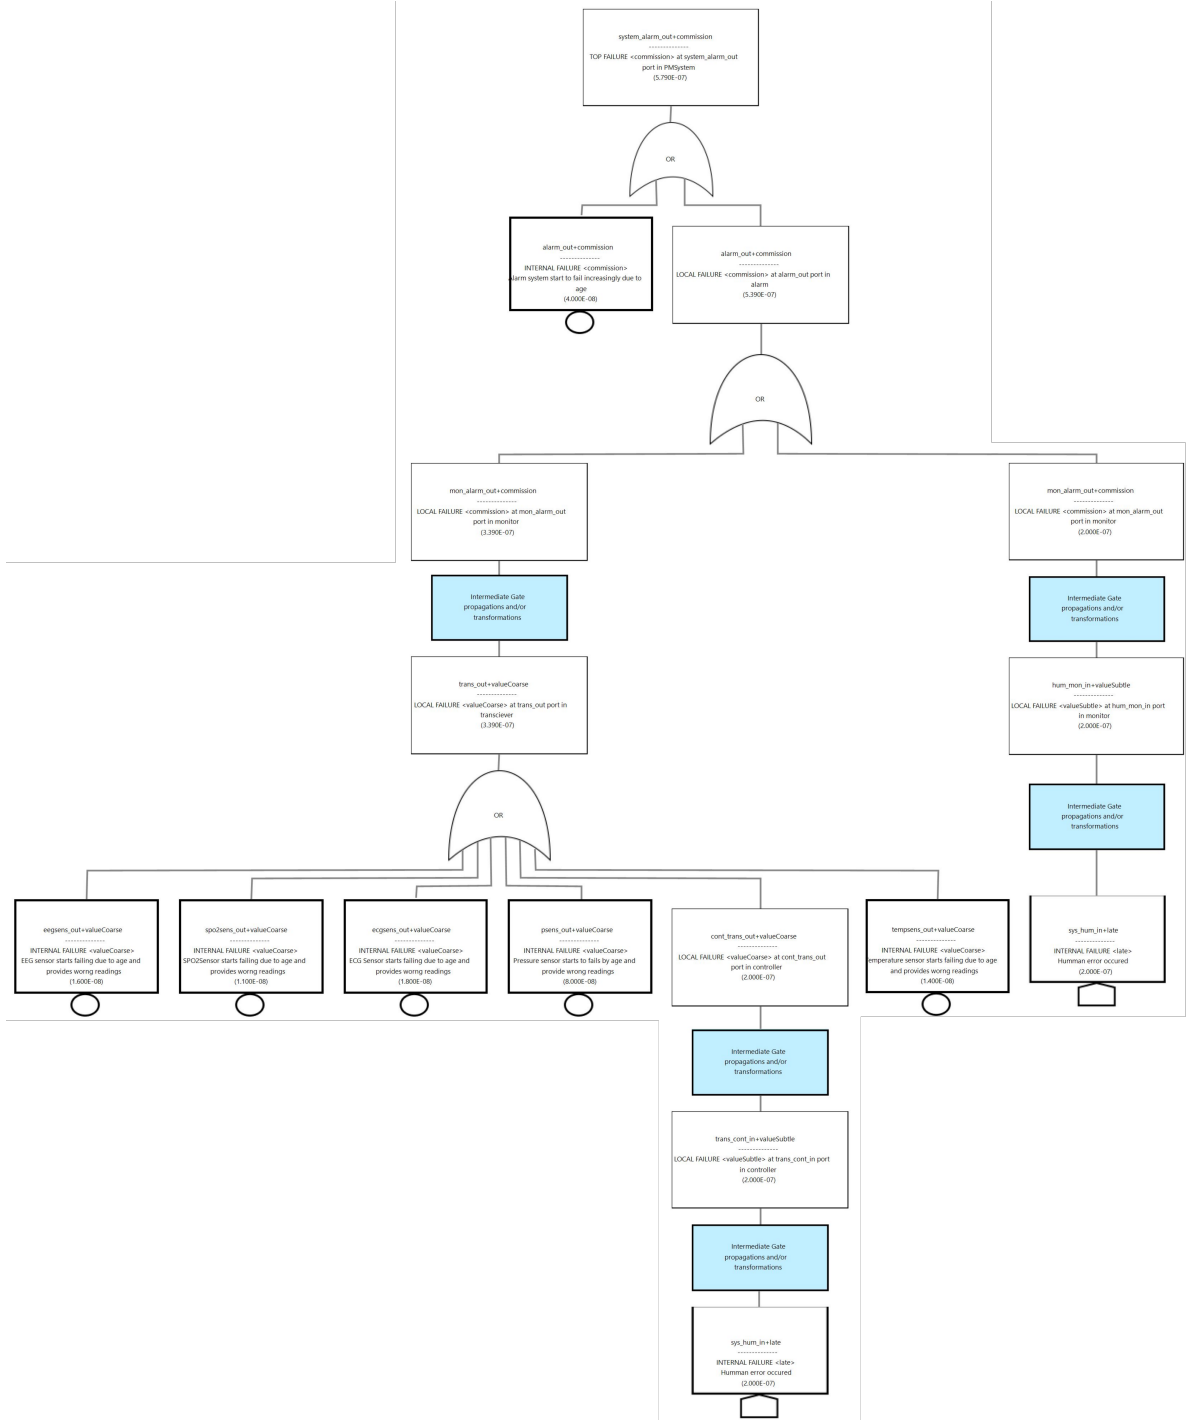 system_alarm_out+commission
--------------
TOP FAILURE <commission> at system_alarm_out
port in PMSystem
(5.790E-07)
OR
alarm_out+commission
--------------
INTERNAL FAILURE <commission>
Alarm system start to fail increasingly due to
age
(4.000E-08)
alarm_out+commission
--------------
LOCAL FAILURE <commission> at alarm_out port in
alarm
(5.390E-07)
OR
mon_alarm_out+commission
--------------
LOCAL FAILURE <commission> at mon_alarm_out
port in monitor
(3.390E-07)
mon_alarm_out+commission
--------------
LOCAL FAILURE <commission> at mon_alarm_out
port in monitor
(2.000E-07)
Intermediate Gate
propagations and/or
transformations
Intermediate Gate
propagations and/or
transformations
trans_out+valueCoarse
--------------
LOCAL FAILURE <valueCoarse> at trans_out port in
transciever
(3.390E-07)
hum_mon_in+valueSubtle
--------------
LOCAL FAILURE <valueSubtle> at hum_mon_in port
in monitor
(2.000E-07)
OR
Intermediate Gate
propagations and/or
transformations
eegsens_out+valueCoarse
--------------
INTERNAL FAILURE <valueCoarse>
EEG sensor starts failing due to age and
provides worng readings
(1.600E-08)
spo2sens_out+valueCoarse
--------------
INTERNAL FAILURE <valueCoarse>
SPO2Sensor starts failing due to age and
provides worng readings
(1.100E-08)
ecgsens_out+valueCoarse
--------------
INTERNAL FAILURE <valueCoarse>
ECG Sensor starts failing due to age and
provides worng readings
(1.800E-08)
psens_out+valueCoarse
--------------
INTERNAL FAILURE <valueCoarse>
Pressure sensor starts to fails by age and
provide wrong readings
(8.000E-08)
cont_trans_out+valueCoarse
--------------
LOCAL FAILURE <valueCoarse> at cont_trans_out
port in controller
(2.000E-07)
tempsens_out+valueCoarse
--------------
INTERNAL FAILURE <valueCoarse>
Temperature sensor starts failing due to age
and provides worng readings
(1.400E-08)
sys_hum_in+late
--------------
INTERNAL FAILURE <late>
Humman error occured
(2.000E-07)
Intermediate Gate
propagations and/or
transformations
trans_cont_in+valueSubtle
--------------
LOCAL FAILURE <valueSubtle> at trans_cont_in port
in controller
(2.000E-07)
Intermediate Gate
propagations and/or
transformations
sys_hum_in+late
--------------
INTERNAL FAILURE <late>
Humman error occured
(2.000E-07)